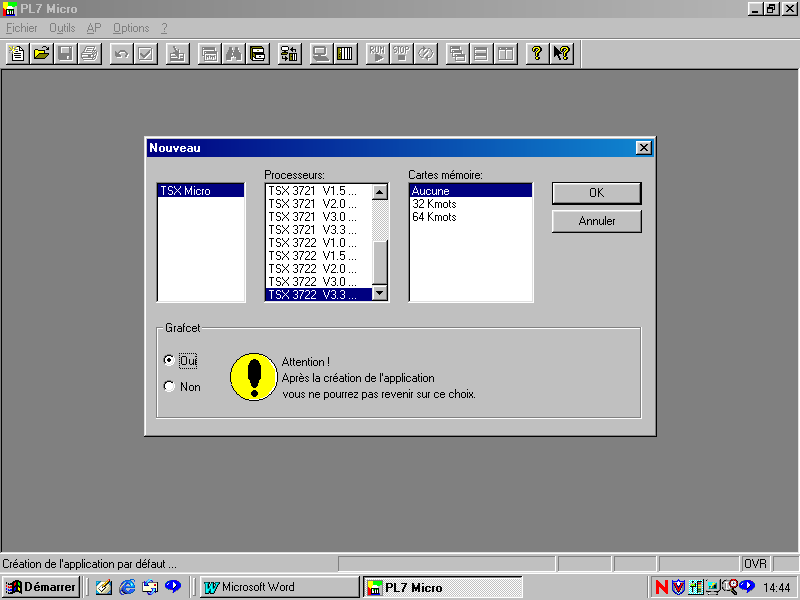 PL7 Micro
Fichier Outils AP Options ?
RUN STOP
Nouveau
Processeurs: Cartes mémoire:
TSX Micro TSX 3721 V1.5 ... Aucune OK
TSX 3721 V2.0 ... 32 Kmots
TSX 3721 V3.0 ... 64 Kmots
TSX 3721 V3.3 ... Annuler
TSX 3722 V1.0 ...
TSX 3722 V1.5 ...
TSX 3722 V2.0 ...
TSX 3722 V3.0 ...
TSX 3722 V3.3 ...
Grafcet
Oui
Non
Attention !
Après la création de l'application
vous ne pourrez pas revenir sur ce choix.
Création de l'application par défaut ... OVR
Démarrer Microsoft Word PL7 Micro 14:44